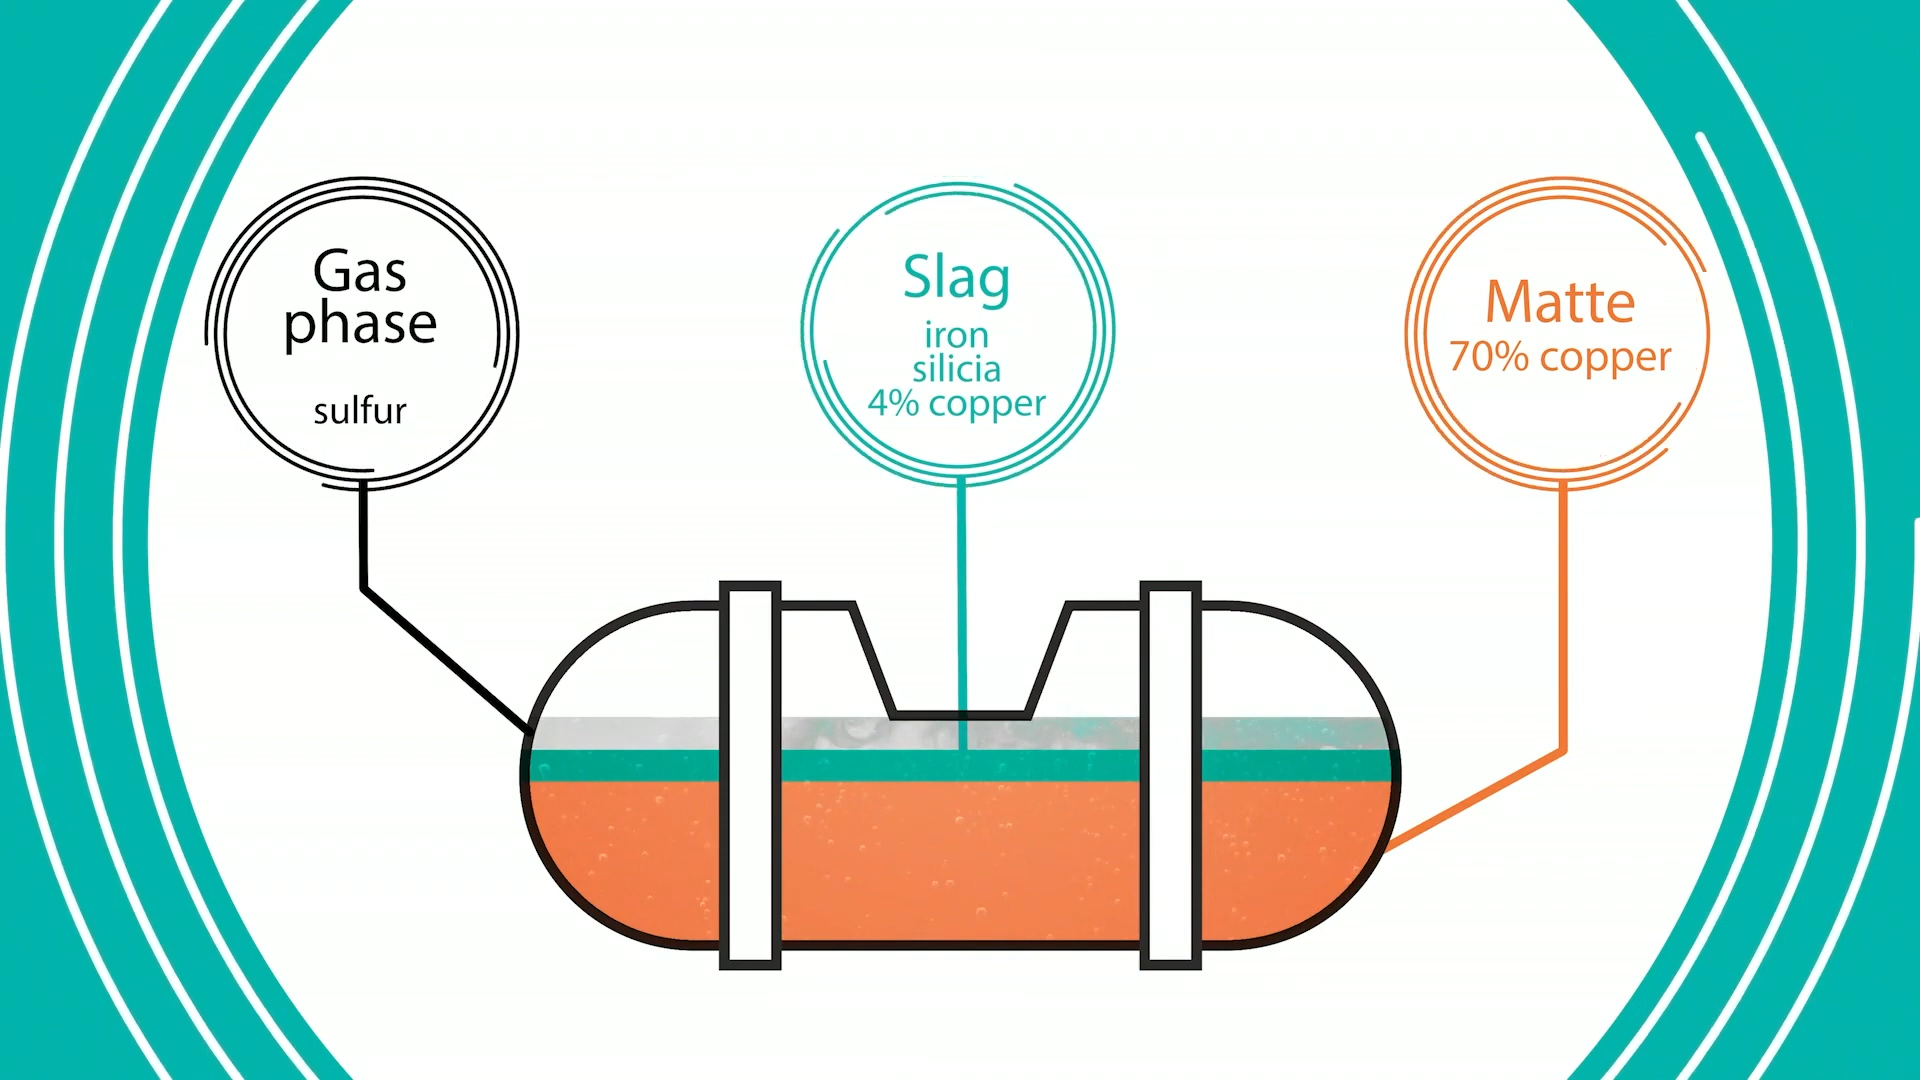 Gas
phase
sulfur
Slag
iron
silicia
4% copper
Matte
70% copper